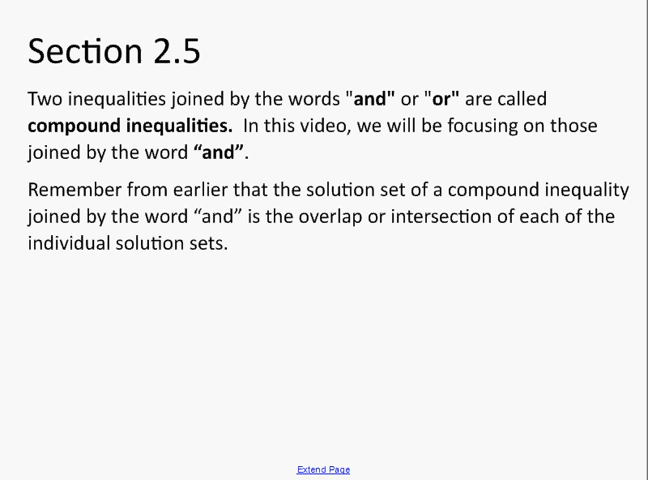 Section 2.5
Two inequalities joined by the words "and" or "or" are called
compound inequalities.  In this video, we will be focusing on those
joined by the word “and”.
Remember from earlier that the solution set of a compound inequality
joined by the word “and” is the overlap or intersection of each of the
individual solution sets.
Extend Page